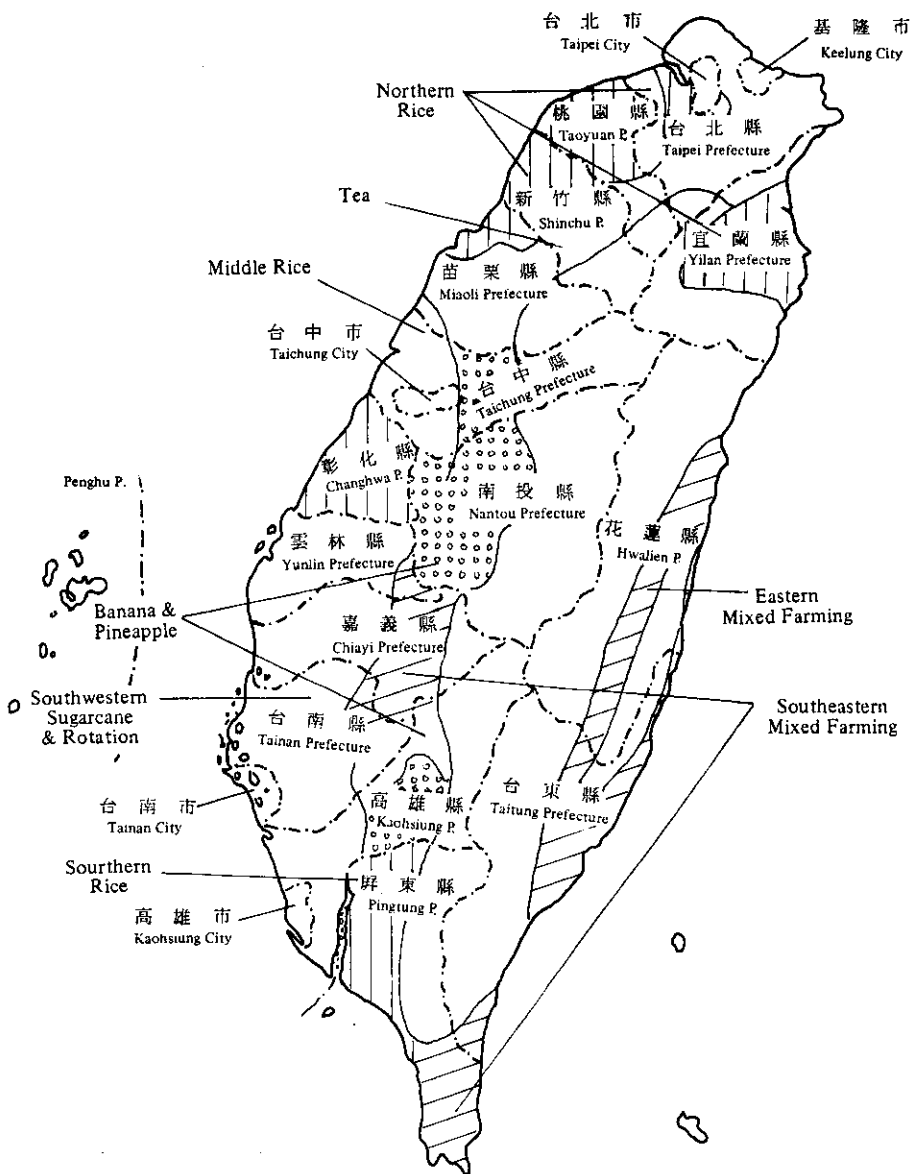 台北市
Taipei City
基隆市
Keelung City
Northern
Rice
桃園縣
Taoyuan P.
台北縣
Taipei Prefecture
Tea
新竹縣
Shinchu P.
宜蘭縣
Yilan Prefecture
Middle Rice
苗栗縣
Miaoli Prefecture
台中市
Taichung City
台中縣
Taichung Prefecture
彰化縣
Changhwa P.
Penghu P.
南投縣
Nantou Prefecture
花蓮縣
Hwalien P.
雲林縣
Yunlin Prefecture
Banana &
Pineapple
嘉義縣
Chiayi Prefecture
Eastern
Mixed Farming
Southwestern
Sugarcane
& Rotation
台南縣
Tainan Prefecture
Southeastern
Mixed Farming
台南市
Tainan City
高雄縣
Kaohsiung P.
台東縣
Taitung Prefecture
Sourthern
Rice
屛東縣
Pingtung P.
高雄市
Kaohsiung City